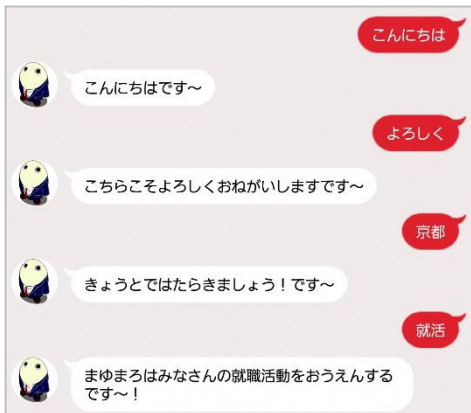 こんにちは
こんにちはです～
よろしく
こちらこそよろしくおねがいしますです～
京都
きょうとではたらきましょう！です～
就活
まゆまろはみなさんの就職活動をおうえんする
です～！